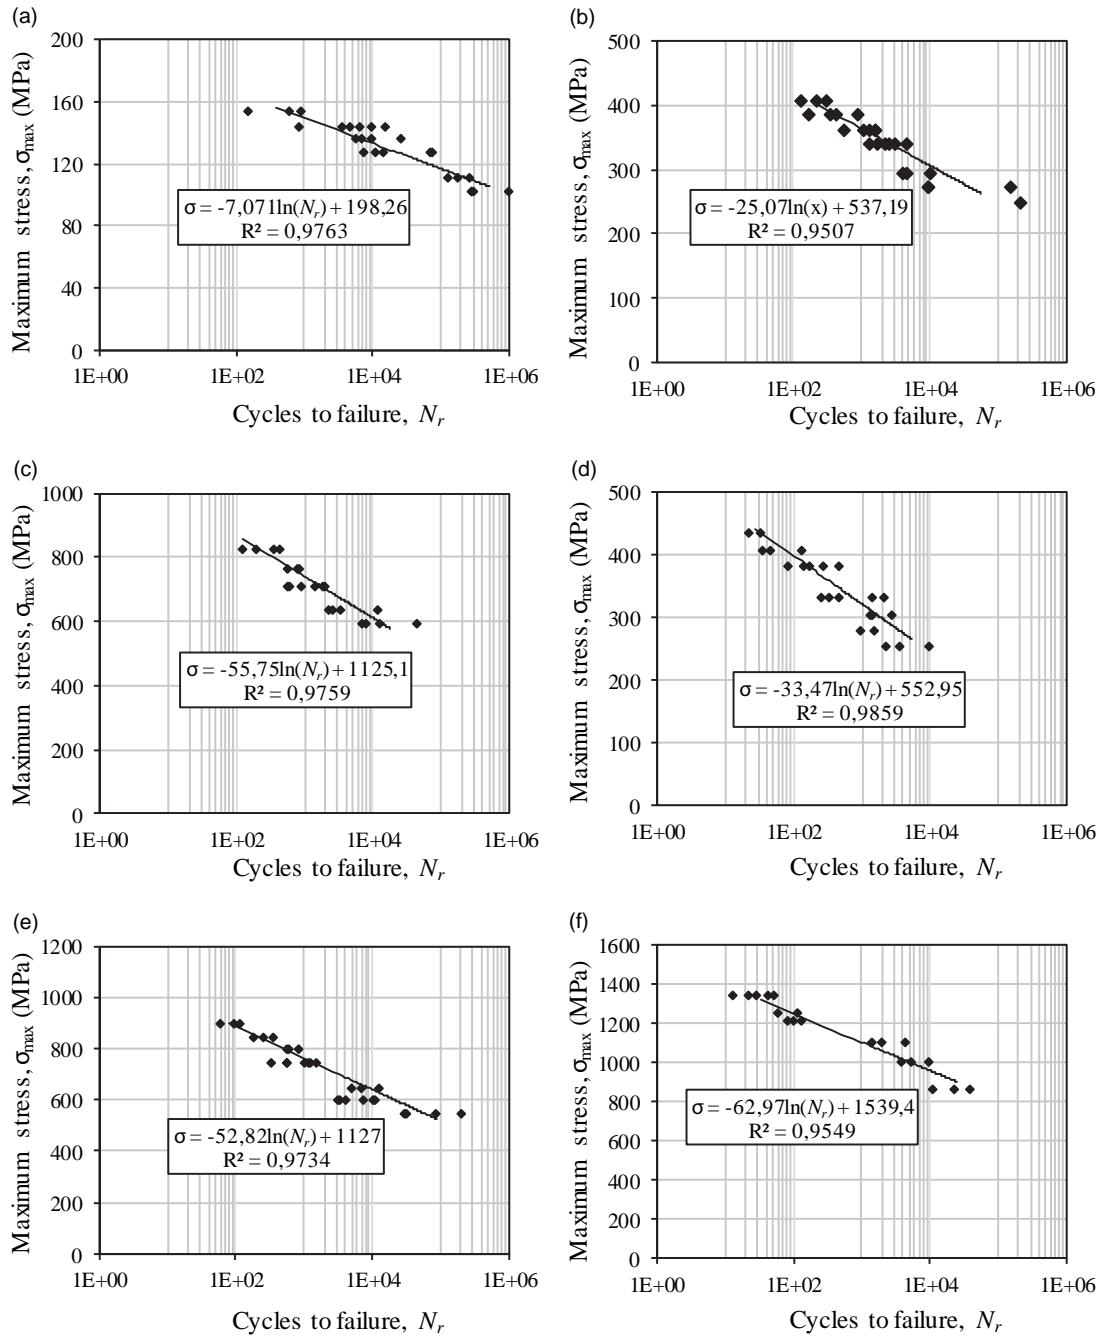 (a)
Maximum stress, σmax (MPa)
200
160
120
80
40
0
σ = -7,071ln(Nr) + 198,26
R² = 0,9763
1E+00 1E+02 1E+04 1E+06
Cycles to failure, Nr
(b)
Maximum stress, σmax (MPa)
500
400
300
200
100
0
σ = -25,07ln(x) + 537,19
R² = 0,9507
1E+00 1E+02 1E+04 1E+06
Cycles to failure, Nr
(c)
Maximum stress, σmax (MPa)
1000
800
600
400
200
0
σ = -55,75ln(Nr) + 1125,1
R² = 0,9759
1E+00 1E+02 1E+04 1E+06
Cycles to failure, Nr
(d)
Maximum stress, σmax (MPa)
500
400
300
200
100
0
σ = -33,47ln(Nr) + 552,95
R² = 0,9859
1E+00 1E+02 1E+04 1E+06
Cycles to failure, Nr
(e)
Maximum stress, σmax (MPa)
1200
1000
800
600
400
200
0
σ = -52,82ln(Nr) + 1127
R² = 0,9734
1E+00 1E+02 1E+04 1E+06
Cycles to failure, Nr
(f)
Maximum stress, σmax (MPa)
1600
1400
1200
1000
800
600
400
200
0
σ = -62,97ln(Nr) + 1539,4
R² = 0,9549
1E+00 1E+02 1E+04 1E+06
Cycles to failure, Nr